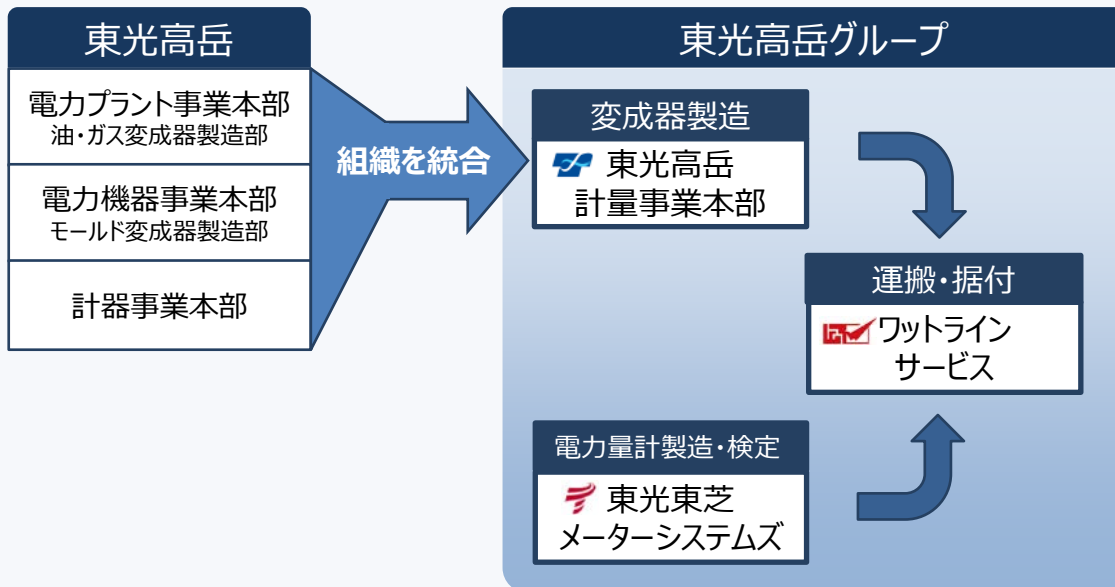 東光高岳
電力プラント事業本部
油・ガス変成器製造部
電力機器事業本部
モールド変成器製造部
計器事業本部
組織を統合
東光高岳グループ
変成器製造
東光高岳
計量事業本部
運搬・据付
ワットライン
サービス
電力量計製造・検定
東光東芝
メーターシステムズ